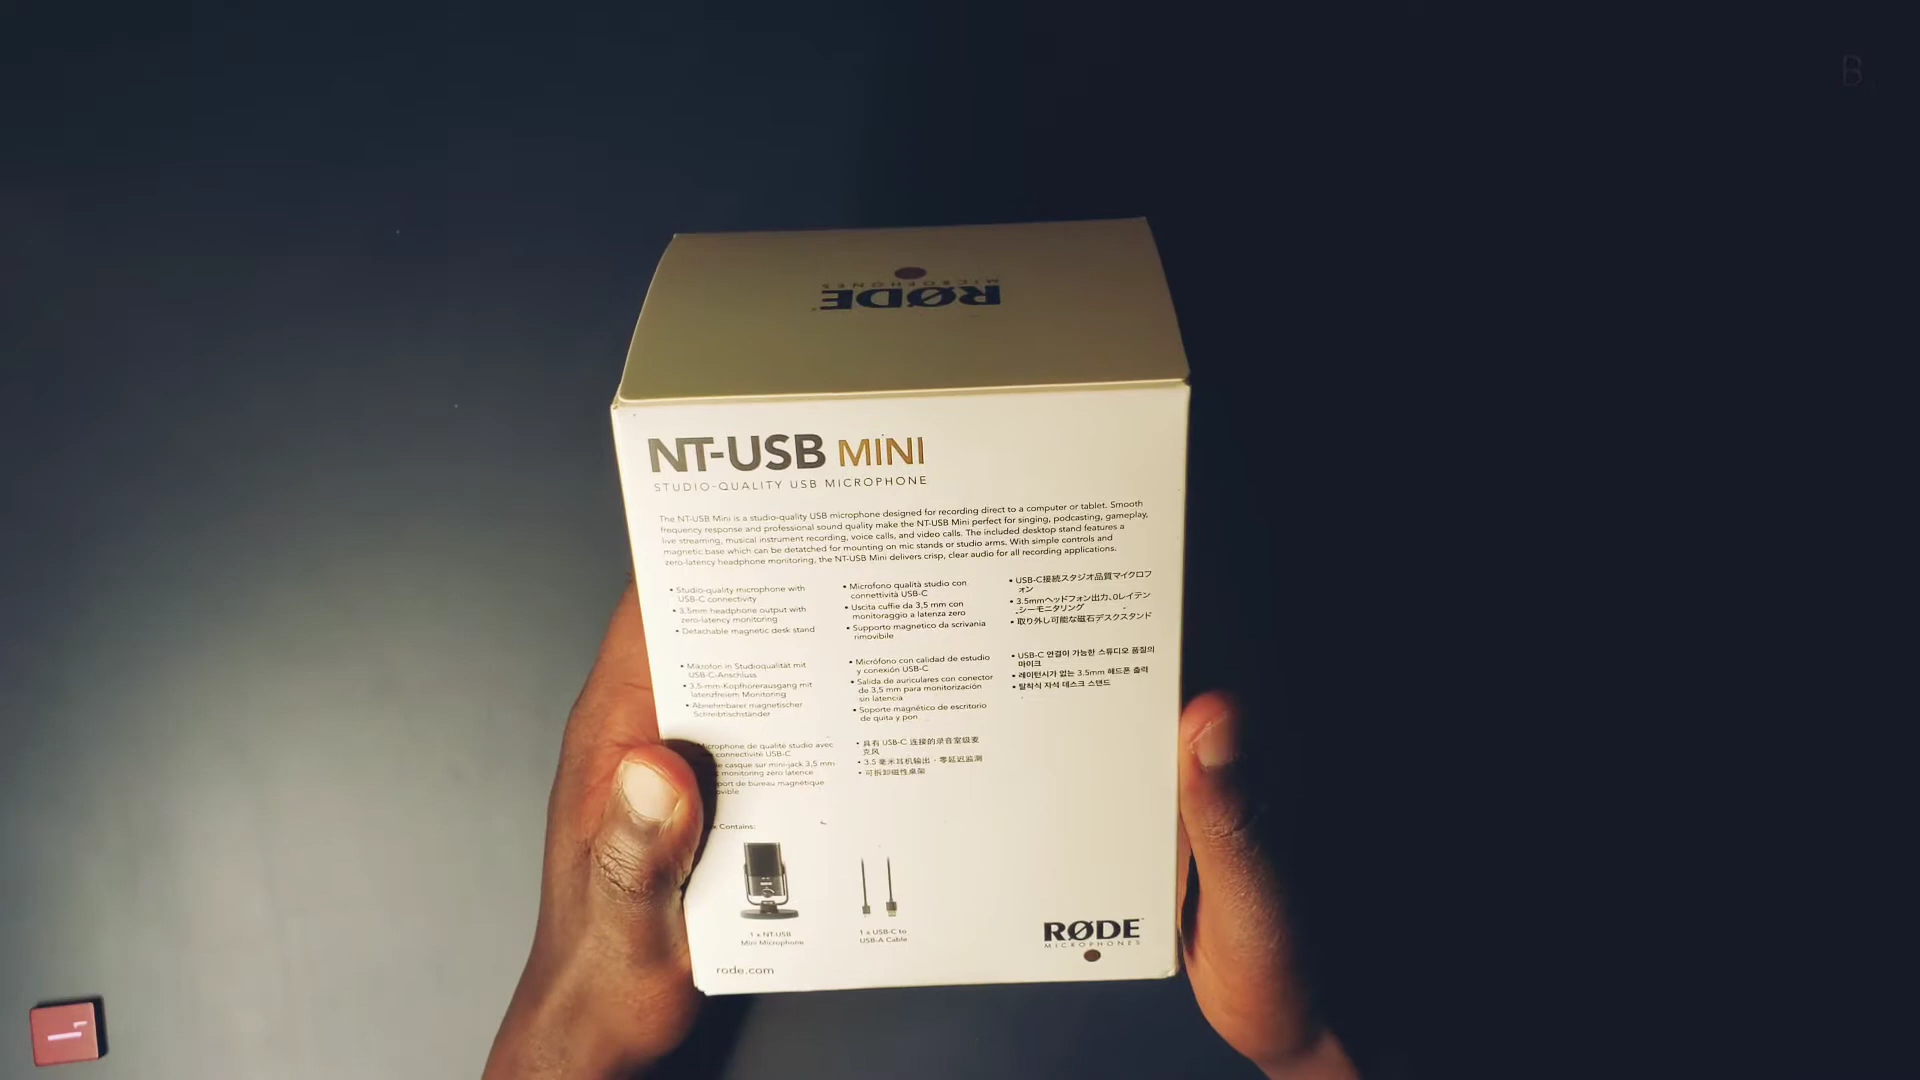 RØDE
MICROPHONES
NT-USB MINI
STUDIO-QUALITY USB MICROPHONE
The NT-USB Mini is a studio-quality USB microphone designed for recording direct to a computer or tablet. Smooth
frequency response and professional sound quality make the NT-USB Mini perfect for singing, podcasting, gameplay,
live streaming, musical instrument recording, voice calls, and video calls. The included desktop stand features a
magnetic base which can be detatched for mounting on mic stands or studio arms. With simple controls and
zero-latency headphone monitoring, the NT-USB Mini delivers crisp, clear audio for all recording applications.
• Studio-quality microphone with
USB-C connectivity
• 3.5mm headphone output with
zero-latency monitoring
• Detachable magnetic desk stand
• Mikrofon in Studioqualität mit
USB-C-Anschluss
• 3,5-mm-Kopfhörerausgang mit
latenzfreiem Monitoring
• Abnehmbarer magnetischer
Schreibtischständer
Microphone de qualité studio avec
connectivité USB-C
casque sur mini-jack 3,5 mm
monitoring zero latence
de bureau magnétique
• Microfono qualità studio con
connettività USB-C
• Uscita cuffie da 3,5 mm con
monitoraggio a latenza zero
• Supporto magnetico da scrivania
rimovibile
• Micrófono con calidad de estudio
y conexión USB-C
• Salida de auriculares con conector
de 3,5 mm para monitorización
sin latencia
• Soporte magnético de escritorio
de quita y pon
• 具有 USB-C 连接的录音室级麦
克风
• 3.5 毫米耳机输出，零延迟监测
• 可拆卸磁性桌架
• USB-C接続スタジオ品質マイクロフ
ォン
• 3.5mmヘッドフォン出力、0レイテン
シーモニタリング
• 取り外し可能な磁石デスクスタンド
• USB-C 연결이 가능한 스튜디오 품질의
마이크
• 레이턴시가 없는 3.5mm 헤드폰 출력
• 탈착식 자석 데스크 스탠드
Contains:
1 x NT-USB
Mini Microphone
1 x USB-C to
USB-A Cable
RØDE
MICROPHONES
rode.com
B